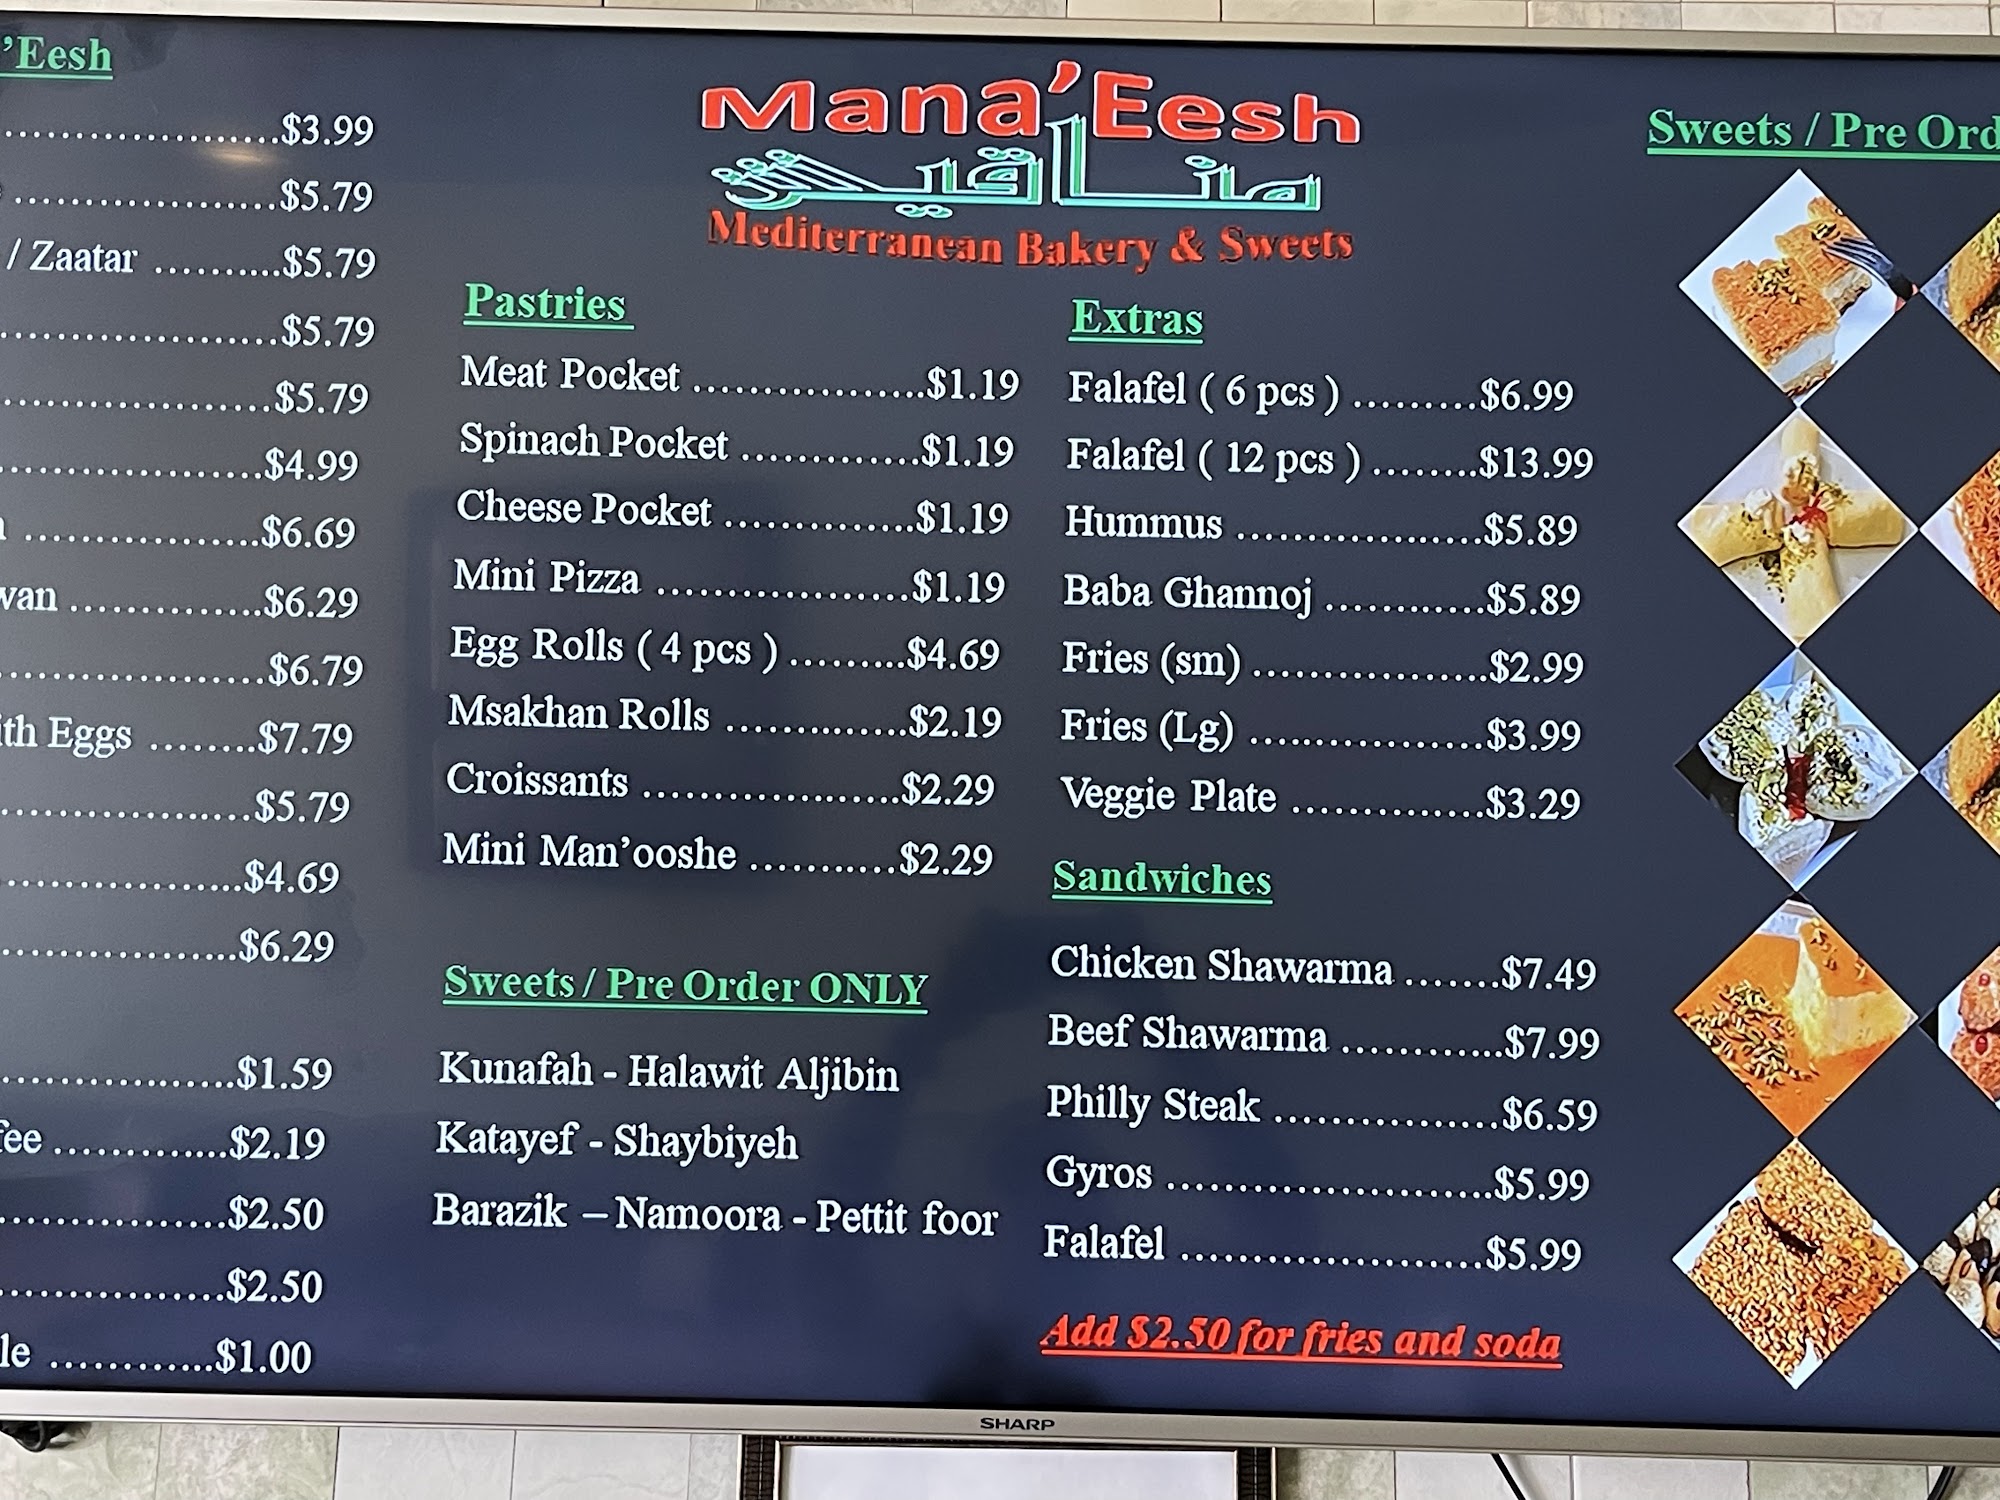 'Eesh
....................$3.99
...................$5.79
/ Zaatar ..........$5.79
....................$5.79
....................$5.79
...................$4.99
.................$6.69
wan ..............$6.29
...................$6.79
ith Eggs ........$7.79
...................$5.79
.................$4.69
.................$6.29
.................$1.59
fee .............$2.19
.................$2.50
.................$2.50
le ............$1.00
Mana'Eesh
Mediterranean Bakery & Sweets
Pastries
Meat Pocket ..................$1.19
Spinach Pocket ..............$1.19
Cheese Pocket ...............$1.19
Mini Pizza ....................$1.19
Egg Rolls ( 4 pcs ) .........$4.69
Msakhan Rolls ...............$2.19
Croissants .....................$2.29
Mini Man'ooshe ............$2.29
Sweets / Pre Order ONLY
Kunafah - Halawit Aljibin
Katayef - Shaybiyeh
Barazik – Namoora - Pettit foor
Extras
Falafel ( 6 pcs ) .........$6.99
Falafel ( 12 pcs ) ........$13.99
Hummus ....................$5.89
Baba Ghannoj .............$5.89
Fries (sm) ...................$2.99
Fries (Lg) ...................$3.99
Veggie Plate ................$3.29
Sandwiches
Chicken Shawarma .......$7.49
Beef Shawarma .............$7.99
Philly Steak ..................$6.59
Gyros ..........................$5.99
Falafel .........................$5.99
Add $2.50 for fries and soda
Sweets / Pre Ord
SHARP